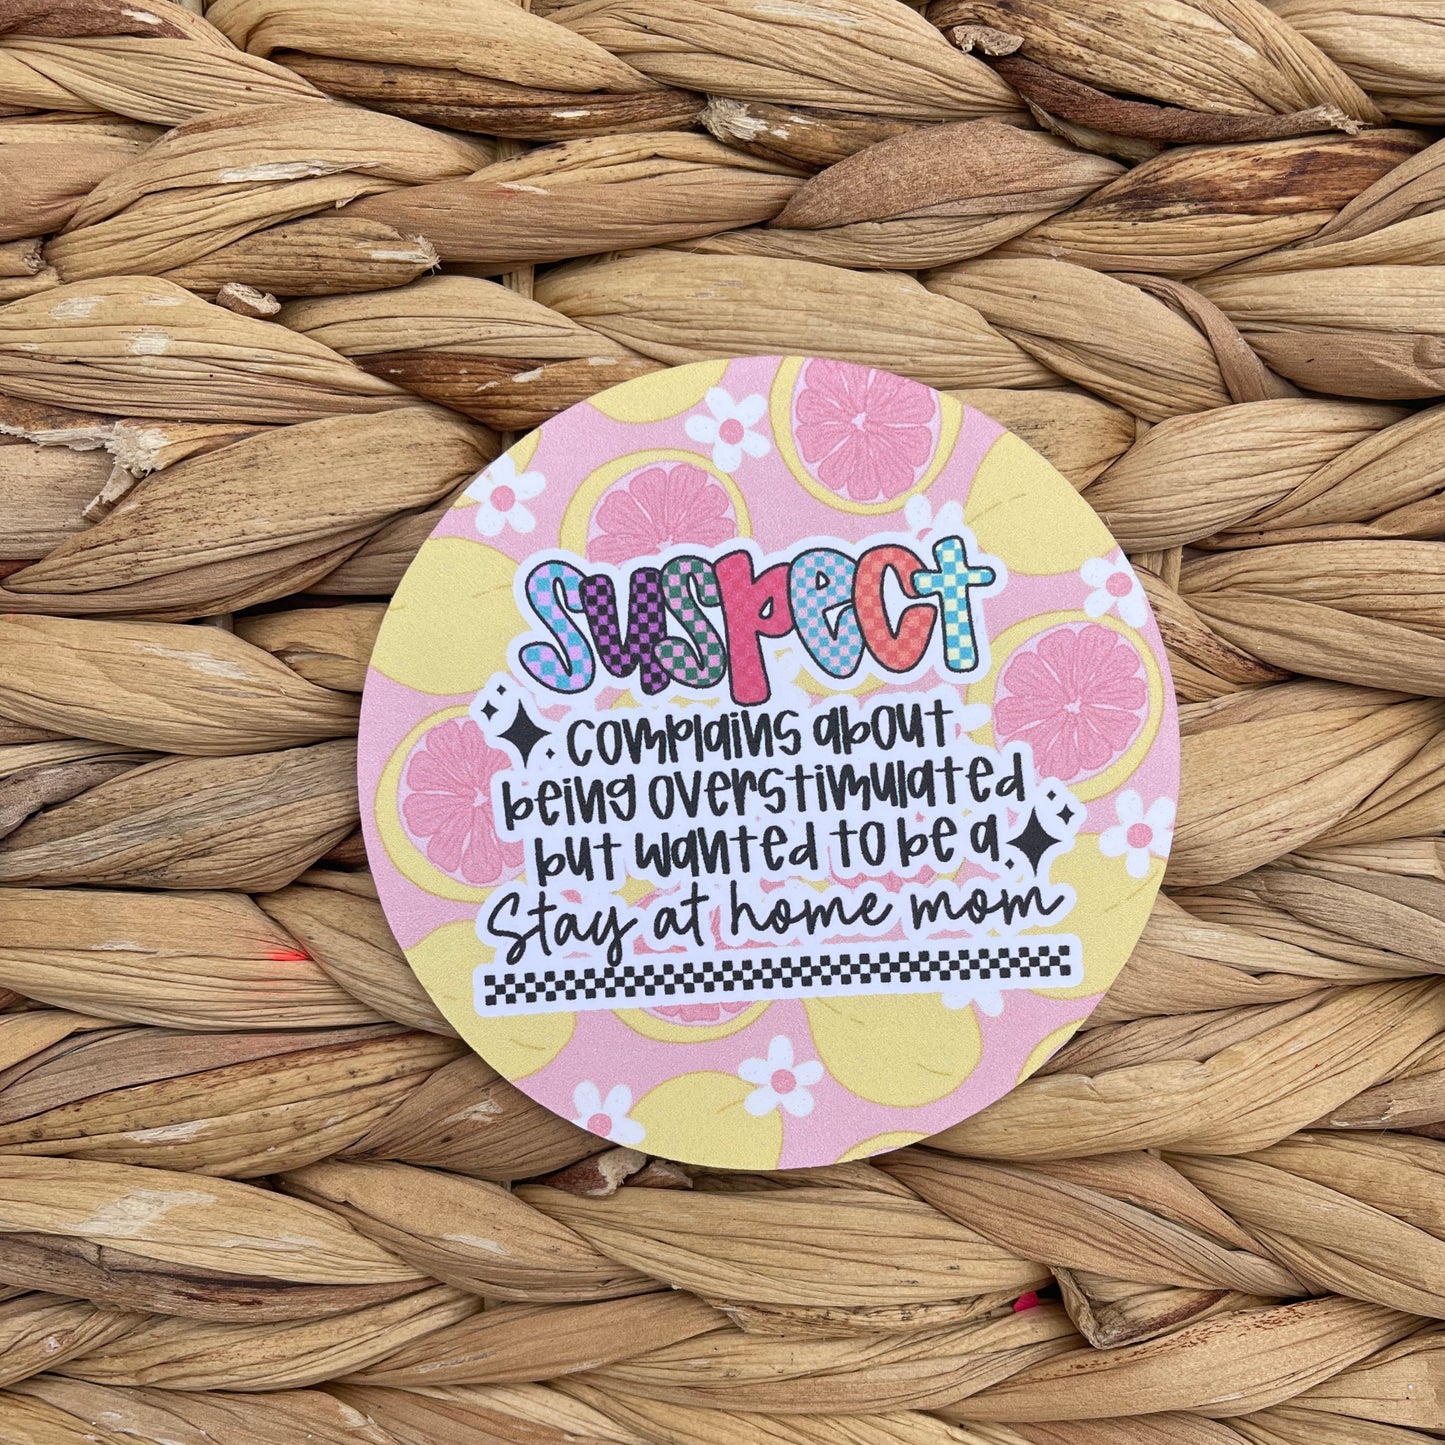 suspect
complains about
being overstimulated
but wanted to be a
Stay at home mom